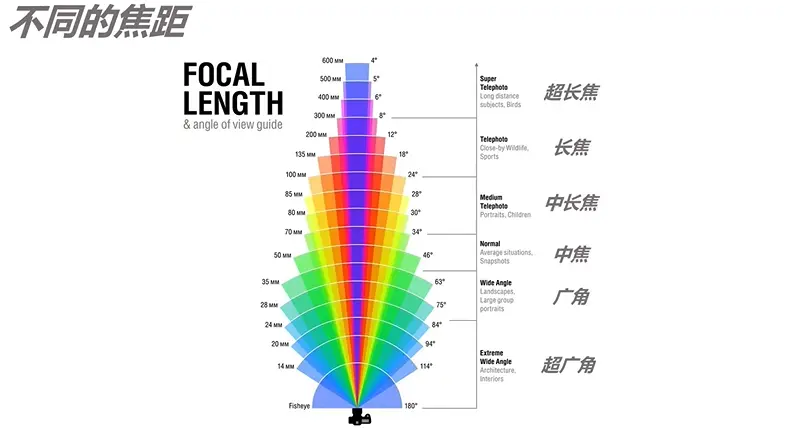 不同的焦距
FOCAL
LENGTH
& angle of view guide
600 MM 4°
500 MM 5°
400 MM 6°
300 MM 8°
200 MM 12°
135 MM 18°
100 MM 24°
85 MM 28°
80 MM 30°
70 MM 34°
50 MM 46°
35 MM 63°
28 MM 75°
24 MM 84°
20 MM 94°
14 MM 114°
Fisheye 180°
Super
Telephoto
Long distance
subjects, Birds
超长焦
Telephoto
Close-by Wildlife,
Sports
长焦
Medium
Telephoto
Portraits, Children
中长焦
Normal
Average situations,
Snapshots
中焦
Wide Angle
Landscapes,
Large group
portraits
广角
Extreme
Wide Angle
Architecture,
Interiors
超广角